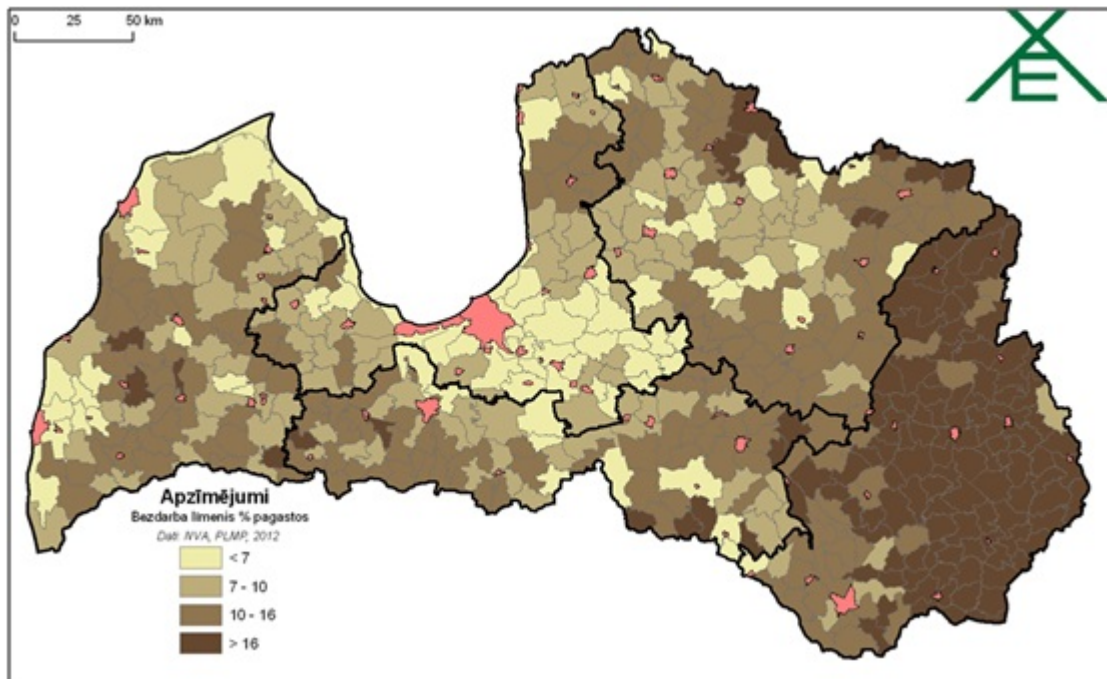 0 25 50 km
Apzīmējumi
Bezdarba līmenis % pagastos
Dati: NVA, PLMP, 2012
< 7
7 - 10
10 - 16
> 16